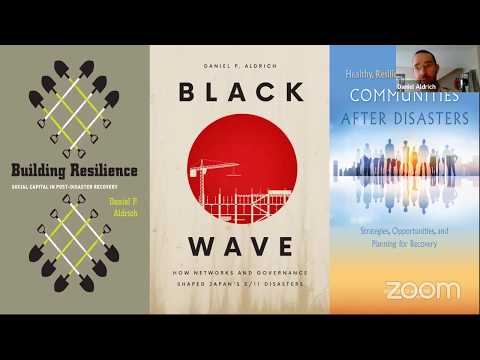 Building Resilience
SOCIAL CAPITAL IN POST-DISASTER RECOVERY
Daniel P.
Aldrich
DANIEL P. ALDRICH
BLACK
WAVE
HOW NETWORKS AND GOVERNANCE
SHAPED JAPAN'S 3/11 DISASTERS
Healthy, Resili
COMMUNITIES
AFTER DISASTERS
Strategies, Opportunities, and
Planning for Recovery
Daniel Aldrich
zoom